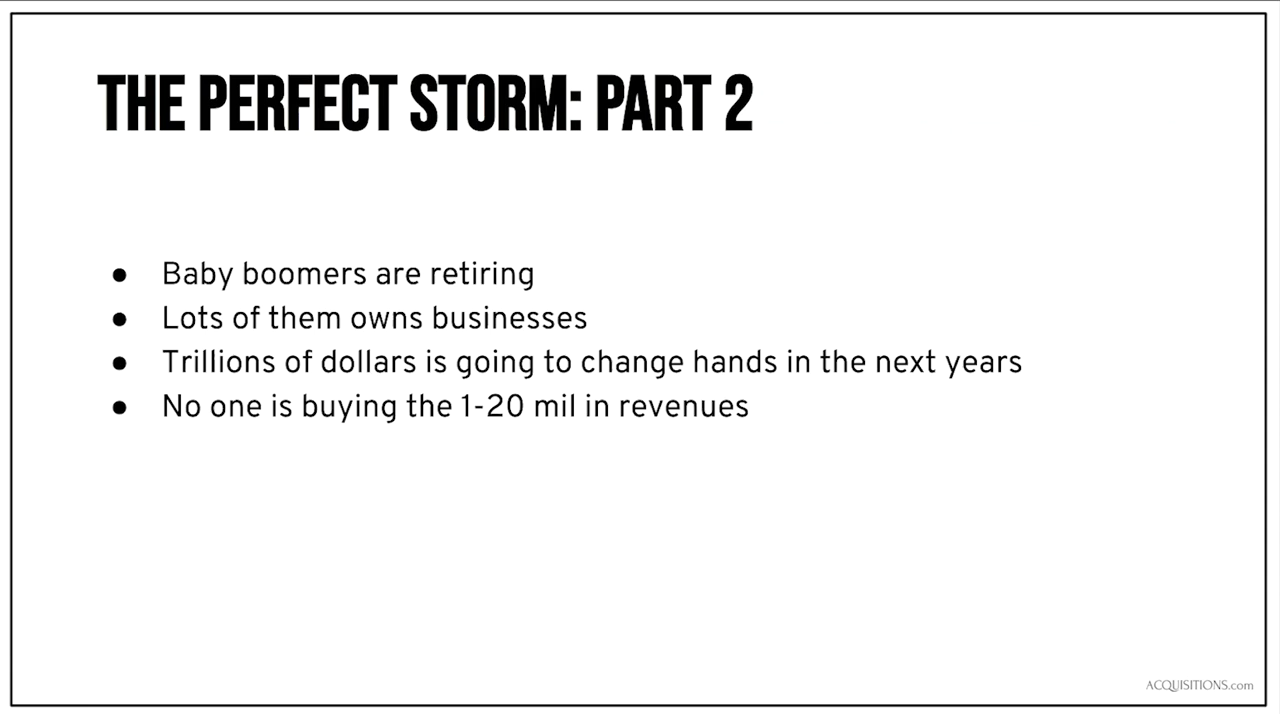 THE PERFECT STORM: PART 2
● Baby boomers are retiring
● Lots of them owns businesses
● Trillions of dollars is going to change hands in the next years
● No one is buying the 1-20 mil in revenues
ACQUISITIONS.com